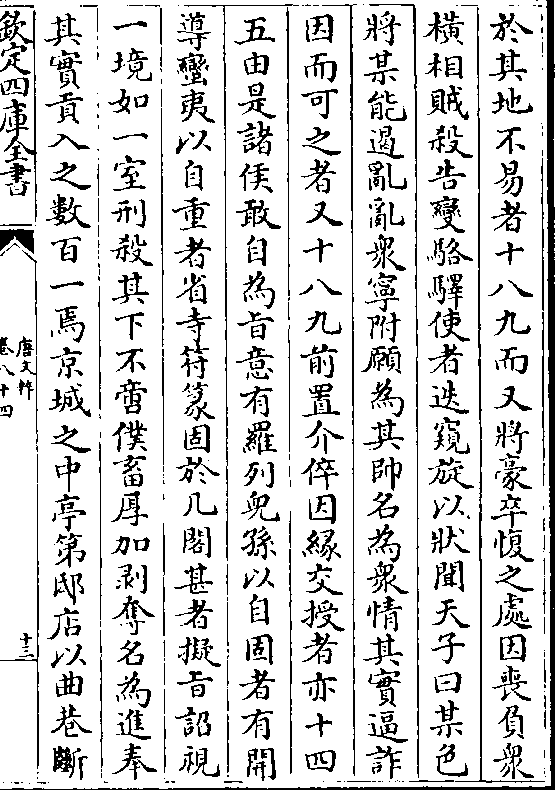 於其地不易者十八九而又將豪卒愎之處因喪負衆
橫相賊殺告變駱驛使者迭窺旋以狀聞天子曰某色
將某能遏亂亂衆寧附願為其帥名為衆情其實逼詐
因而可之者又十八九前置介倅因緣交授者亦十四
五由是諸侯敢自為旨意有羅列兒孫以自固者有開
導蠻夷以自重者省寺符篆固於几閣甚者擬旨詔視
一境如一室刑殺其下不啻僕畜厚加剥奪名為進奉
其實貢入之數百一焉京城之中亭第邸店以曲巷斷
欽定四庫全書
唐文粹
卷八十四
十三